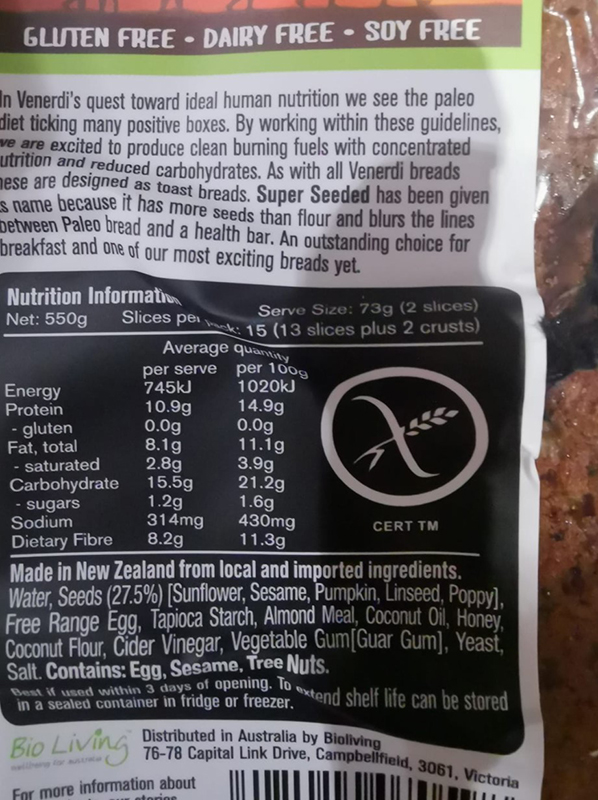 GLUTEN FREE • DAIRY FREE • SOY FREE
In Venerdi's quest toward ideal human nutrition we see the paleo
diet ticking many positive boxes. By working within these guidelines,
we are excited to produce clean burning fuels with concentrated
utrition and reduced carbohydrates. As with all Venerdi breads
hese are designed as toast breads. Super Seeded has been given
s name because it has more seeds than flour and blurs the lines
between Paleo bread and a health bar. An outstanding choice for
breakfast and one of our most exciting breads yet.
Nutrition Informati
Serve Size: 73g (2 slices)
Net: 550g Slices per pack: 15 (13 slices plus 2 crusts)
Average quantity
per serve per 100g
Energy 745kJ 1020kJ
Protein 10.9g 14.9g
- gluten 0.0g 0.0g
Fat, total 8.1g 11.1g
- saturated 2.8g 3.9g
Carbohydrate 15.5g 21.2g
- sugars 1.2g 1.6g
Sodium 314mg 430mg
Dietary Fibre 8.2g 11.3g
CERT TM
Made in New Zealand from local and imported ingredients.
Water, Seeds (27.5%) [Sunflower, Sesame, Pumpkin, Linseed, Poppy],
Free Range Egg, Tapioca Starch, Almond Meal, Coconut Oil, Honey,
Coconut Flour, Cider Vinegar, Vegetable Gum[Guar Gum], Yeast,
Salt. Contains: Egg, Sesame, Tree Nuts.
Best if used within 3 days of opening. To extend shelf life can be stored
in a sealed container in fridge or freezer.
Bio Living
wellbeing for australia
Distributed in Australia by Bioliving
76-78 Capital Link Drive, Campbellfield, 3061, Victoria
For more information about